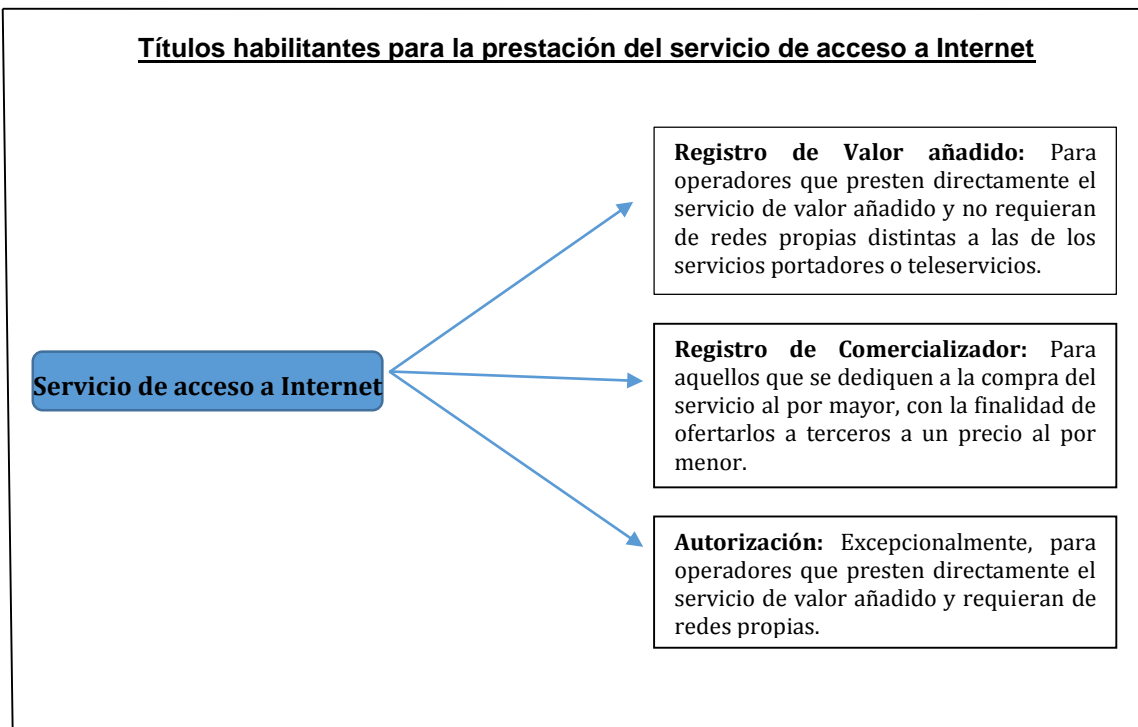 Títulos habilitantes para la prestación del servicio de acceso a Internet
Registro de Valor añadido: Para
operadores que presten directamente el
servicio de valor añadido y no requieran
de redes propias distintas a las de los
servicios portadores o teleservicios.
Servicio de acceso a Internet
Registro de Comercializador: Para
aquellos que se dediquen a la compra del
servicio al por mayor, con la finalidad de
ofertarlos a terceros a un precio al por
menor.
Autorización: Excepcionalmente, para
operadores que presten directamente el
servicio de valor añadido y requieran de
redes propias.